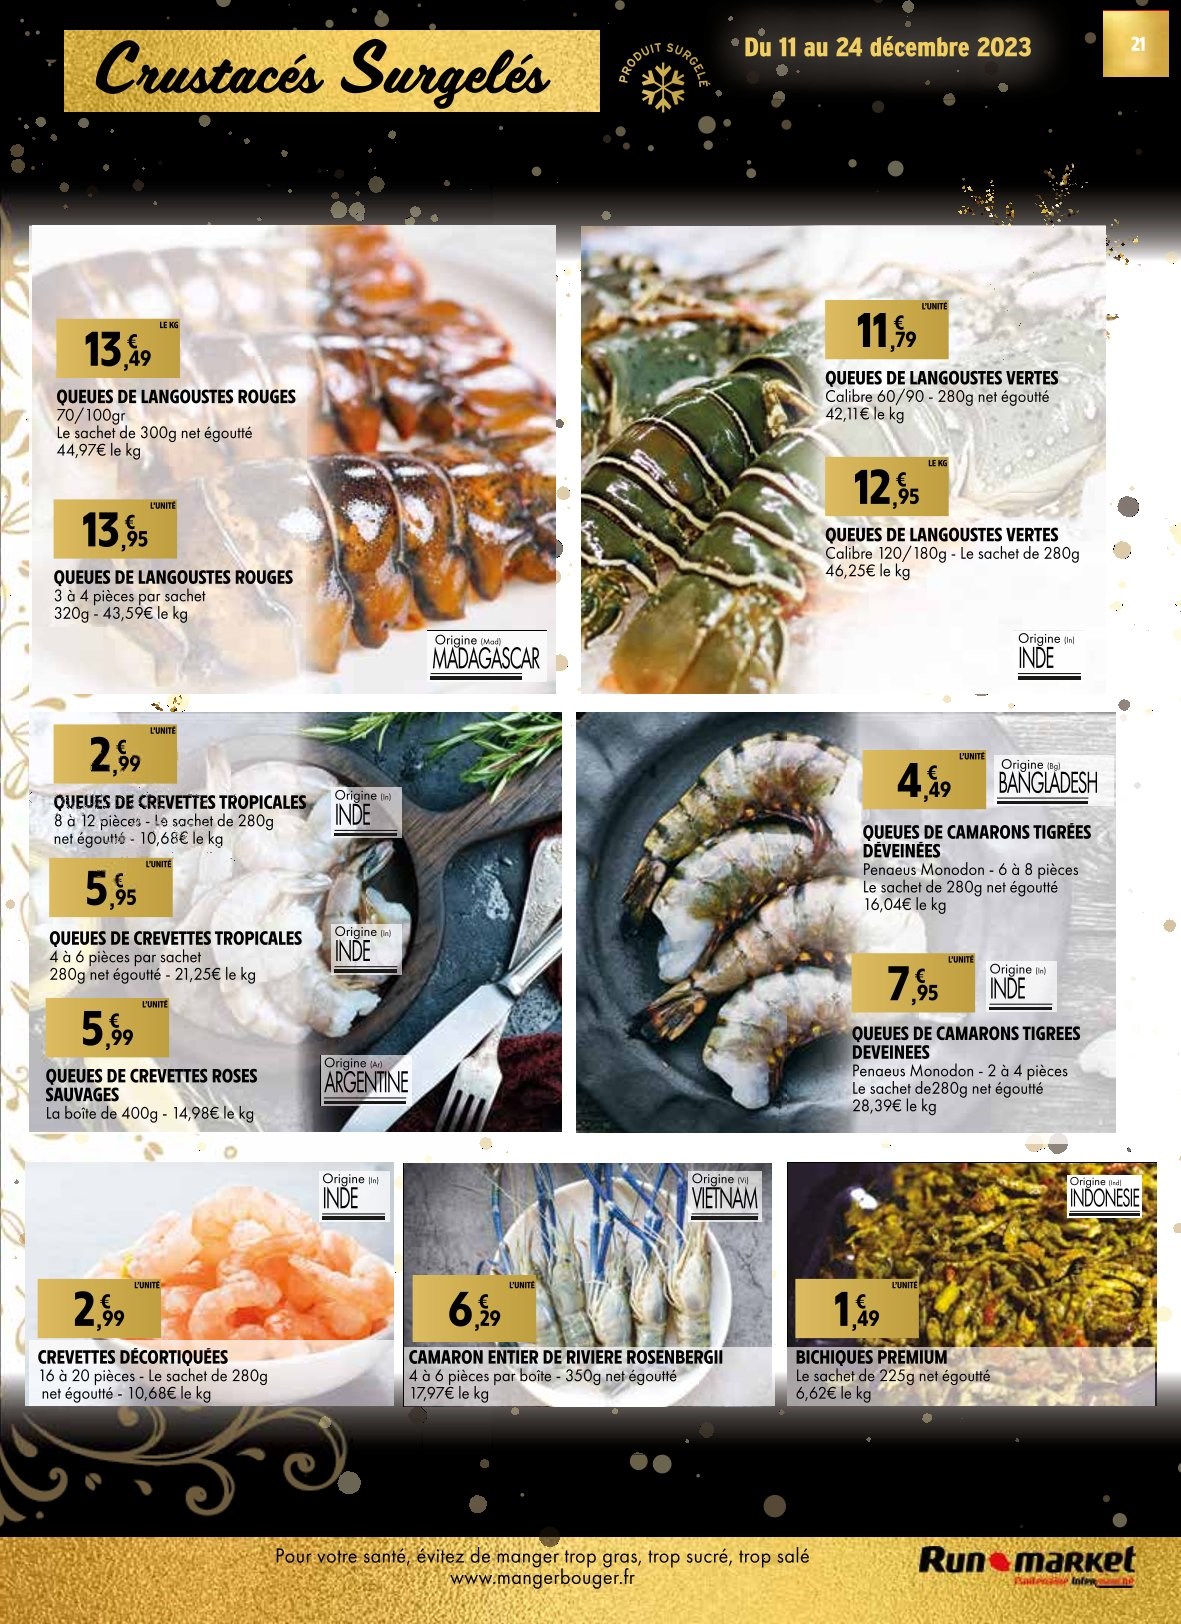 Crustacés Surgelés
PRODUIT SURGELÉ
Du 11 au 24 décembre 2023
21
13€,49
LE KG
QUEUES DE LANGOUSTES ROUGES
70/100gr
Le sachet de 300g net égoutté
44,97€ le kg
13€,95
L'UNITÉ
QUEUES DE LANGOUSTES ROUGES
3 à 4 pièces par sachet
320g - 43,59€ le kg
Origine (Mad)
MADAGASCAR
11€,79
L'UNITÉ
QUEUES DE LANGOUSTES VERTES
Calibre 60/90 - 280g net égoutté
42,11€ le kg
12€,95
LE KG
QUEUES DE LANGOUSTES VERTES
Calibre 120/180g - Le sachet de 280g
46,25€ le kg
Origine (In)
INDE
2€,99
L'UNITÉ
QUEUES DE CREVETTES TROPICALES
8 à 12 pièces - Le sachet de 280g
net égoutté - 10,68€ le kg
Origine (In)
INDE
5€,95
L'UNITÉ
QUEUES DE CREVETTES TROPICALES
4 à 6 pièces par sachet
280g net égoutté - 21,25€ le kg
Origine (In)
INDE
5€,99
L'UNITÉ
QUEUES DE CREVETTES ROSES
SAUVAGES
La boîte de 400g - 14,98€ le kg
Origine (Ar)
ARGENTINE
4€,49
L'UNITÉ
Origine (Bg)
BANGLADESH
QUEUES DE CAMARONS TIGRÉES
DÉVEINÉES
Penaeus Monodon - 6 à 8 pièces
Le sachet de 280g net égoutté
16,04€ le kg
7€,95
L'UNITÉ
Origine (In)
INDE
QUEUES DE CAMARONS TIGREES
DEVEINEES
Penaeus Monodon - 2 à 4 pièces
Le sachet de280g net égoutté
28,39€ le kg
Origine (In)
INDE
2€,99
L'UNITÉ
CREVETTES DÉCORTIQUÉES
16 à 20 pièces - Le sachet de 280g
net égoutté - 10,68€ le kg
Origine (Vi)
VIETNAM
6€,29
L'UNITÉ
CAMARON ENTIER DE RIVIERE ROSENBERGII
4 à 6 pièces par boîte - 350g net égoutté
17,97€ le kg
Origine (Ind)
INDONESIE
1€,49
L'UNITÉ
BICHIQUES PREMIUM
Le sachet de 225g net égoutté
6,62€ le kg
Pour votre santé, évitez de manger trop gras, trop sucré, trop salé
www.mangerbouger.fr
Run market
Partenaire Intermarché